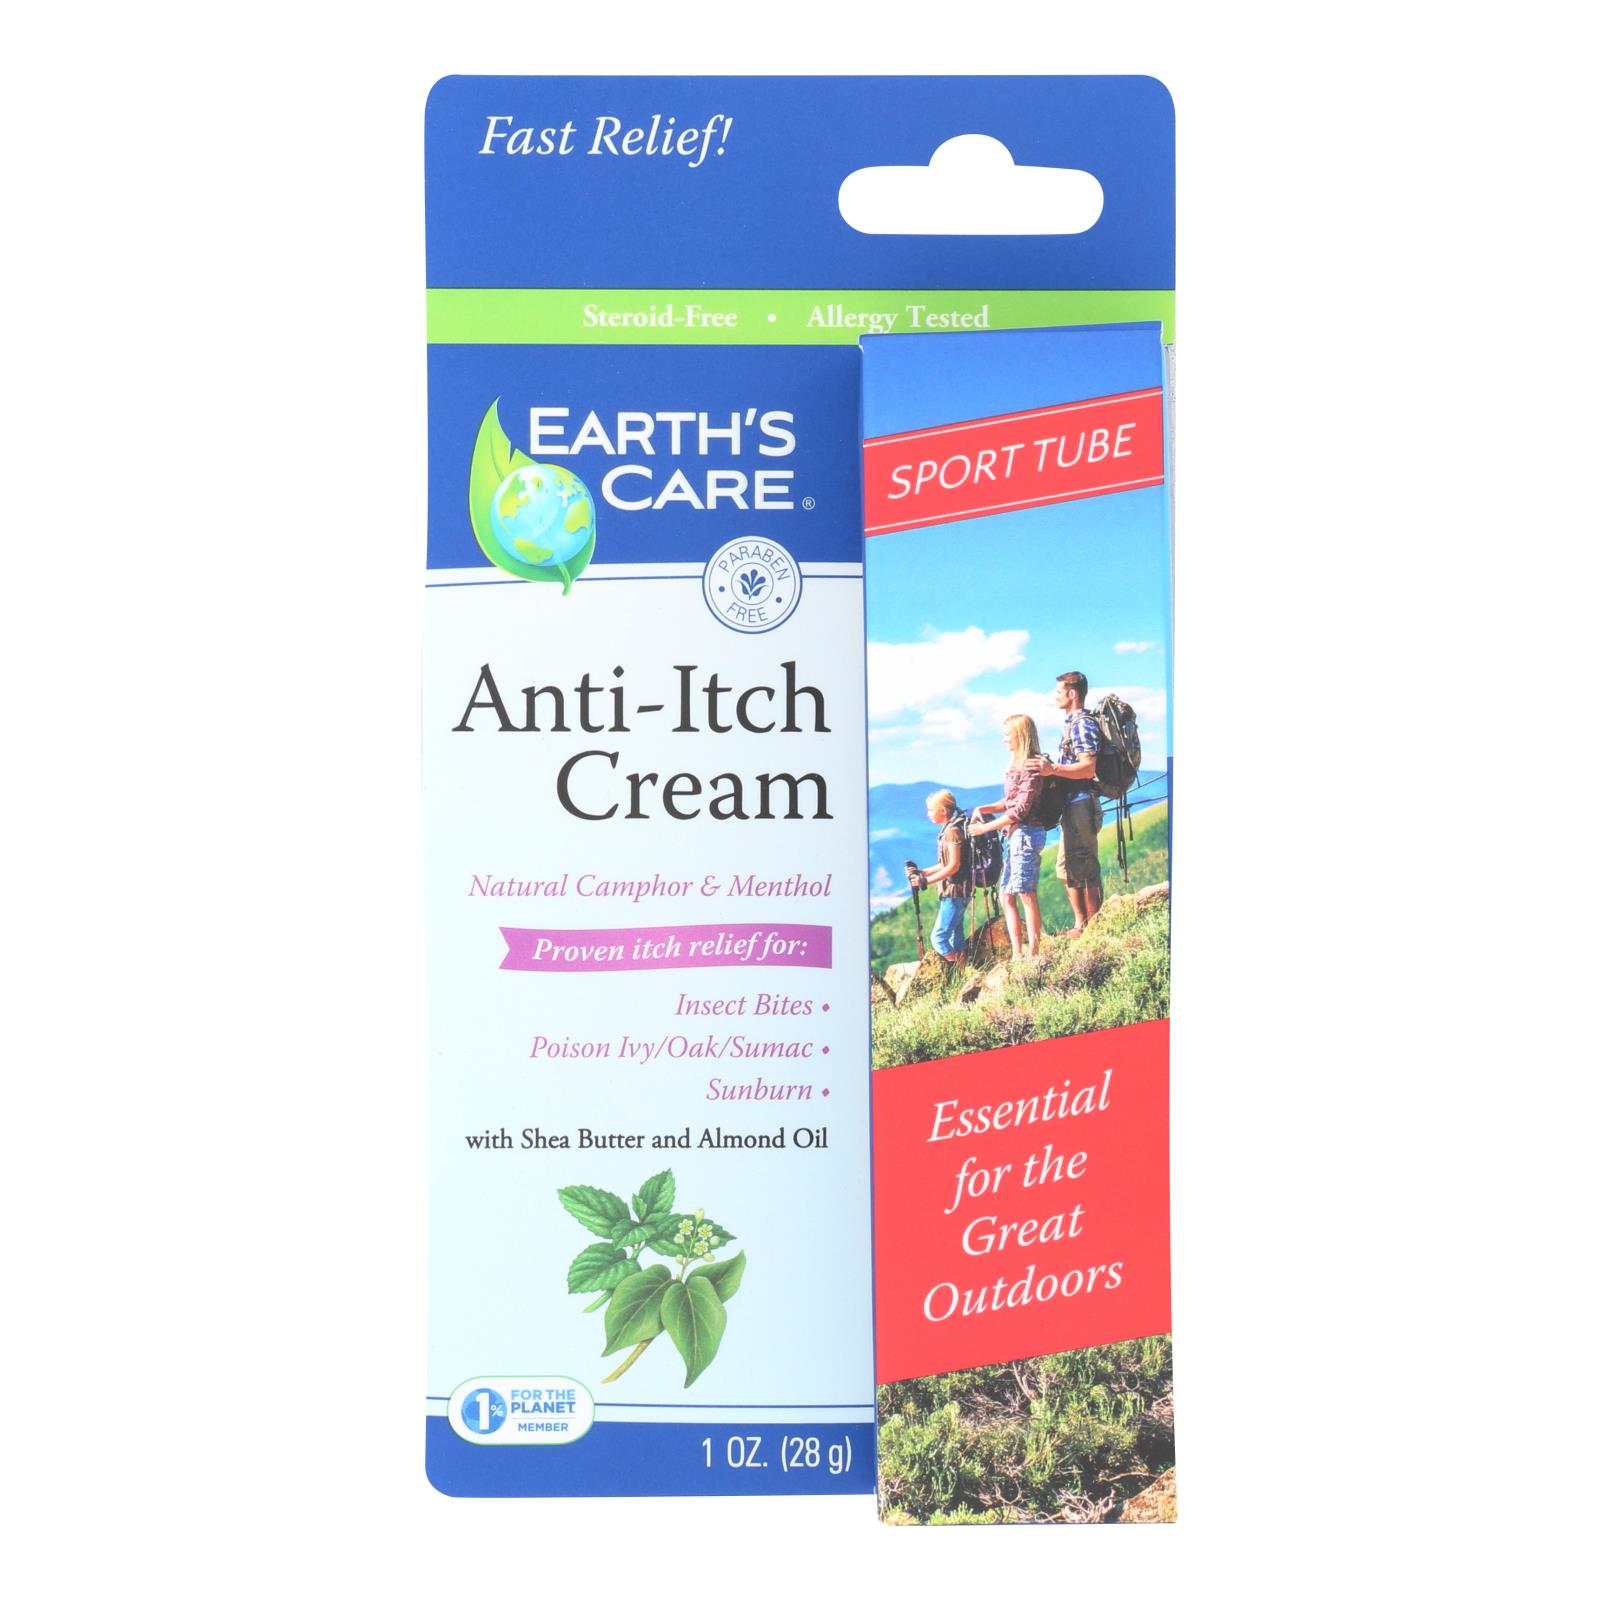 Fast Relief!
Steroid-Free • Allergy Tested
EARTH'S
CARE®
PARABEN
FREE
Anti-Itch
Cream
Natural Camphor & Menthol
Proven itch relief for:
Insect Bites •
Poison Ivy/Oak/Sumac •
Sunburn •
with Shea Butter and Almond Oil
1%
FOR THE
PLANET
MEMBER
1 OZ. (28 g)
SPORT TUBE
Essential
for the
Great
Outdoors